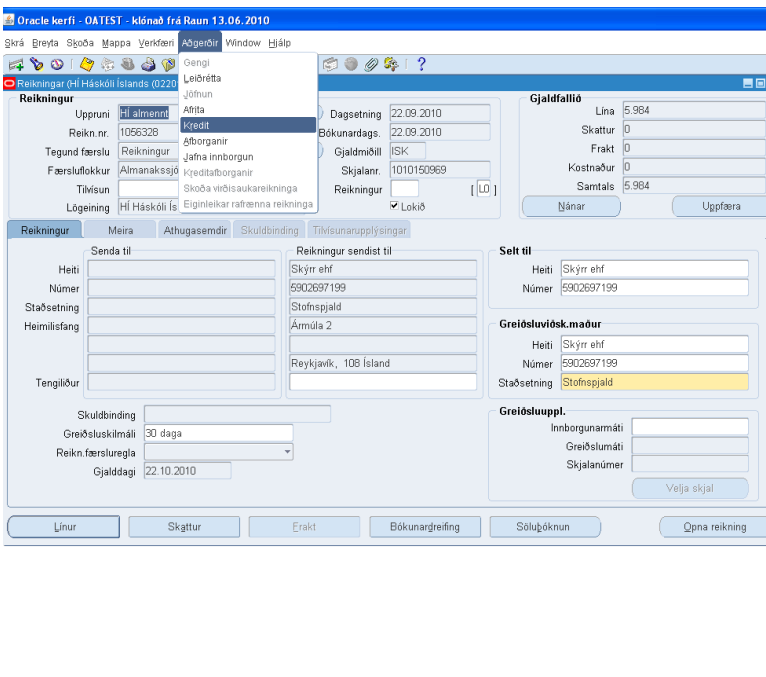 Oracle kerfi - OATEST - klónað frá Raun 13.06.2010
Skrá Breyta Skoða Mappa Verkfæri Aðgerðir Window Hjálp
Gengi
Leiðrétta
Jöfnun
Afrita
Kredit
Afborganir
Jafna innborgun
Kreditafborganir
Skoða virðisaukareikninga
Eiginleikar rafrænna reikninga
Reikningar (HÍ Háskóli Íslands (0220
Reikningur
Uppruni HÍ almennt
Reikn.nr. 1056328
Tegund færslu Reikningur
Færsluflokkur Almanakssjó
Tilvísun
Lögeining HÍ Háskóli Ís
Dagsetning 22.09.2010
Bókunardags. 22.09.2010
Gjaldmiðill ISK
Skjalanr. 1010150969
Reikningur [ L0 ]
Lokið
Gjaldfallið
Lína 5.984
Skattur 0
Frakt 0
Kostnaður 0
Samtals 5.984
Nánar Uppfæra
Reikningur Meira Athugasemdir Skuldbinding Tilvísunarupplýsingar
Senda til
Heiti
Númer
Staðsetning
Heimilisfang
Tengiliður
Reikningur sendist til
Skýrr ehf
5902697199
Stofnspjald
Ármúla 2
Reykjavík, 108 Ísland
Selt til
Heiti Skýrr ehf
Númer 5902697199
Greiðsluviðsk.maður
Heiti Skýrr ehf
Númer 5902697199
Staðsetning Stofnspjald
Skuldbinding
Greiðsluskilmáli 30 daga
Reikn.færsluregla
Gjalddagi 22.10.2010
Greiðsluuppl.
Innborgunarmáti
Greiðslumáti
Skjalanúmer
Velja skjal
Línur Skattur Frakt Bókunardreifing Sölubóknun Opna reikning